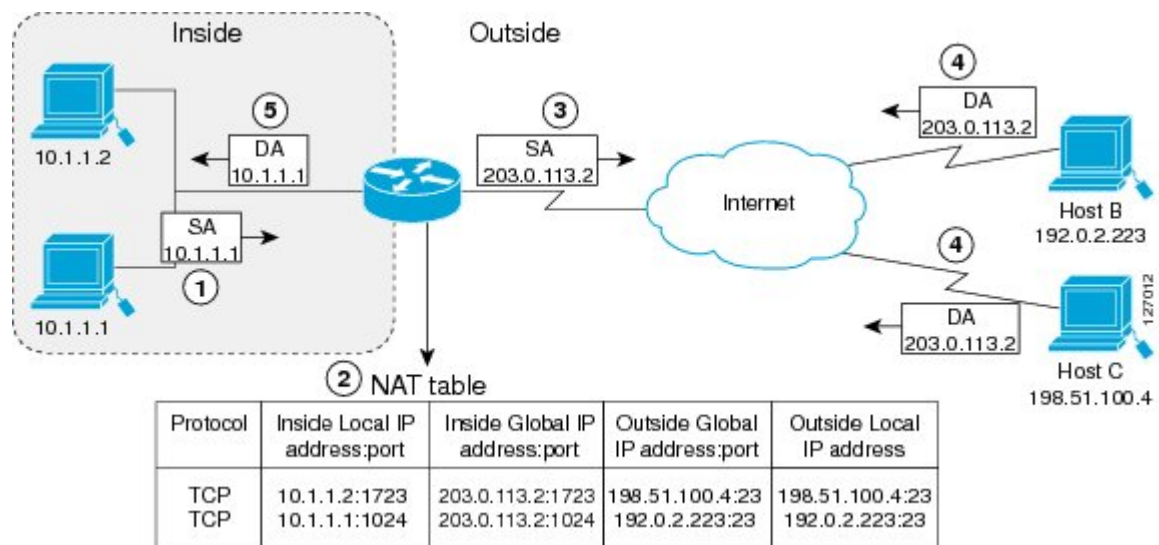 Inside
Outside
10.1.1.2
5
DA
10.1.1.1
SA
10.1.1.1
1
10.1.1.1
3
SA
203.0.113.2
Internet
4
DA
203.0.113.2
Host B
192.0.2.223
4
DA
203.0.113.2
Host C
198.51.100.4
127012
2 NAT table
Protocol
Inside Local IP
address:port
Inside Global IP
address:port
Outside Global
IP address:port
Outside Local
IP address
TCP 10.1.1.2:1723 203.0.113.2:1723 198.51.100.4:23 198.51.100.4:23
TCP 10.1.1.1:1024 203.0.113.2:1024 192.0.2.223:23 192.0.2.223:23